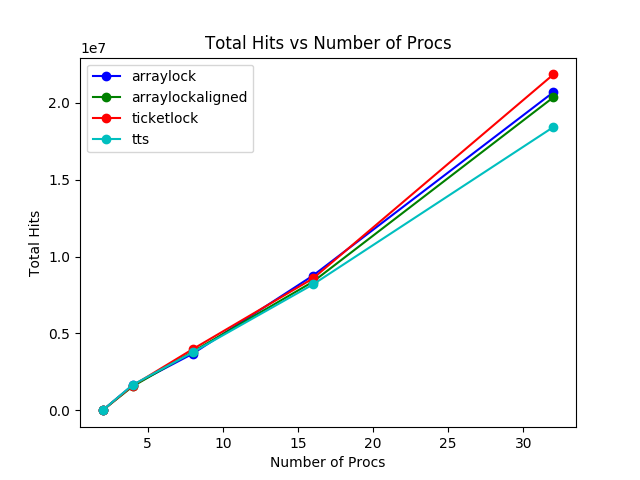 Total Hits vs Number of Procs
1e7
arraylock
arraylockaligned
ticketlock
tts
2.0
1.5
1.0
0.5
0.0
Total Hits
5 10 15 20 25 30
Number of Procs